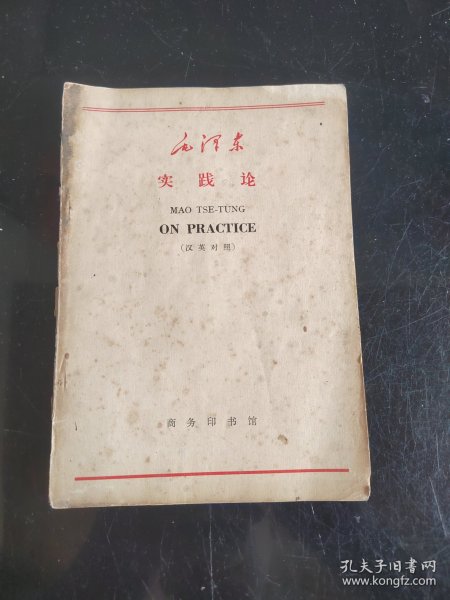 毛泽东
实践论
MAO TSE-TUNG
ON PRACTICE
(汉英对照)
商务印书馆
孔夫子旧书网
www.kongfz.com